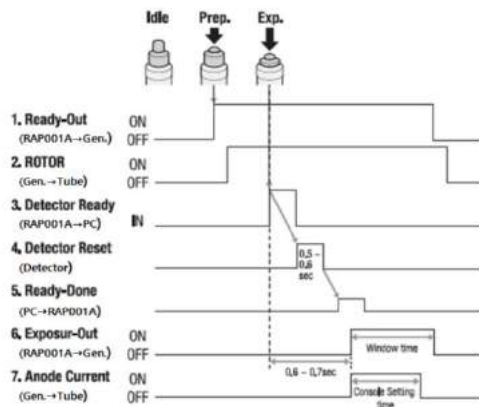 Idle Prep. Exp.
1. Ready-Out ON
(RAP001A→Gen.) OFF
2. ROTOR ON
(Gen.→Tube) OFF
3. Detector Ready
(RAP001A→PC) IN
4. Detector Reset
(Detector)
0,5 -
0,6
sec
5. Ready-Done
(PC→RAP001A)
6. Exposur-Out ON
(RAP001A→Gen.) OFF
Window time
0,6 - 0,7sec
7. Anode Current ON
(Gen.→Tube) OFF
Console Setting
time